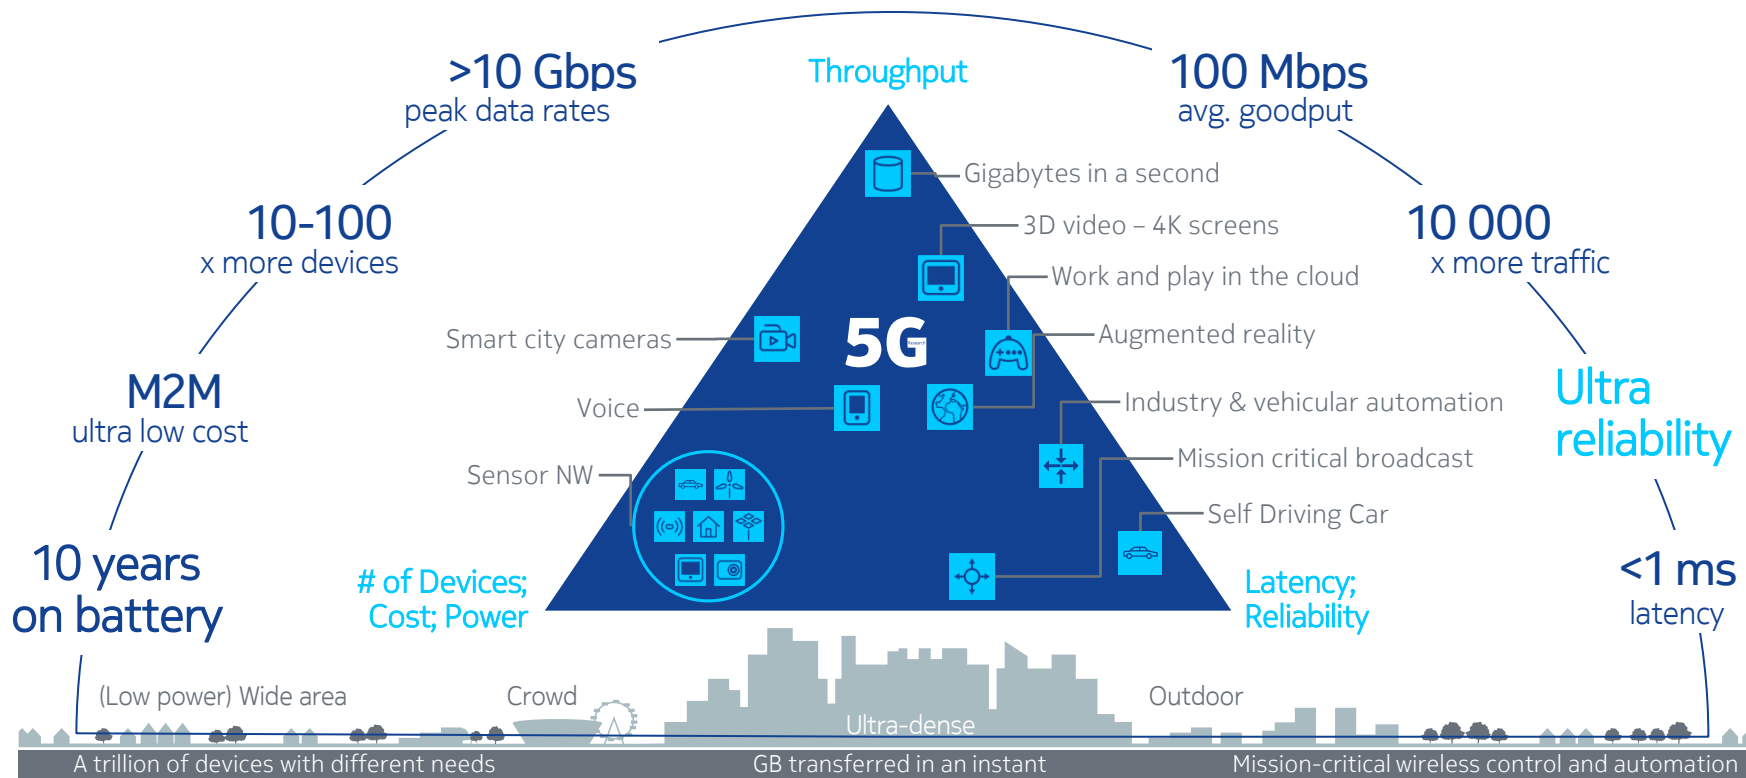 >10 Gbps
peak data rates
Throughput
100 Mbps
avg. goodput
Gigabytes in a second
10-100
x more devices
3D video – 4K screens
10 000
x more traffic
Work and play in the cloud
5G
Research
Smart city cameras
Augmented reality
M2M
ultra low cost
Voice
Industry & vehicular automation
Ultra
reliability
Sensor NW
Mission critical broadcast
Self Driving Car
10 years
on battery
# of Devices;
Cost; Power
Latency;
Reliability
<1 ms
latency
(Low power) Wide area
Crowd
Ultra-dense
Outdoor
A trillion of devices with different needs
GB transferred in an instant
Mission-critical wireless control and automation